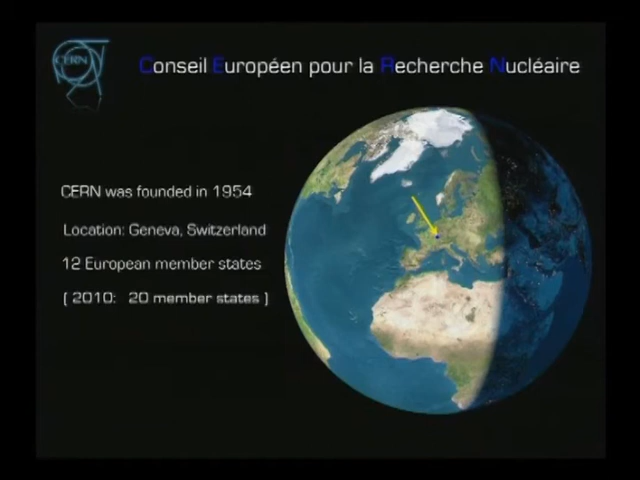 CERN
Conseil Européen pour la Recherche Nucléaire
CERN was founded in 1954
Location: Geneva, Switzerland
12 European member states
( 2010: 20 member states )